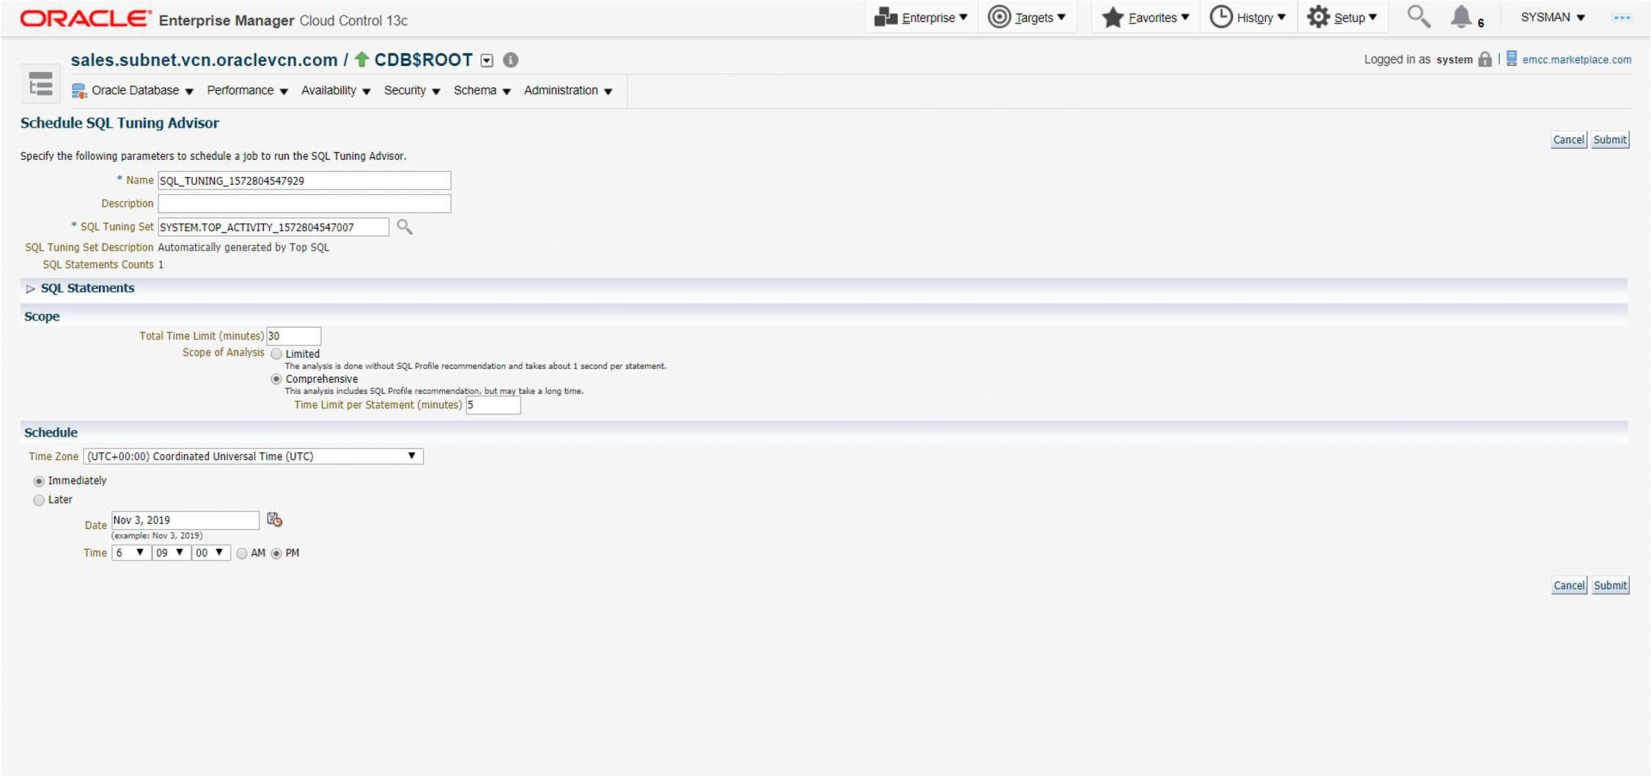 ORACLE Enterprise Manager Cloud Control 13c Enterprise ▼ Targets ▼ Favorites ▼ History ▼ Setup ▼ 6 SYSMAN ▼
sales.subnet.vcn.oraclevcn.com / CDB$ROOT Logged in as system | emcc.marketplace.com
Oracle Database ▼ Performance ▼ Availability ▼ Security ▼ Schema ▼ Administration ▼
Schedule SQL Tuning Advisor
Cancel Submit
Specify the following parameters to schedule a job to run the SQL Tuning Advisor.
* Name SQL_TUNING_1572804547929
Description
* SQL Tuning Set SYSTEM.TOP_ACTIVITY_1572804547007
SQL Tuning Set Description Automatically generated by Top SQL
SQL Statements Counts 1
SQL Statements
Scope
Total Time Limit (minutes) 30
Scope of Analysis Limited
The analysis is done without SQL Profile recommendation and takes about 1 second per statement.
Comprehensive
This analysis includes SQL Profile recommendation, but may take a long time.
Time Limit per Statement (minutes) 5
Schedule
Time Zone (UTC+00:00) Coordinated Universal Time (UTC) ▼
Immediately
Later
Date Nov 3, 2019
(example: Nov 3, 2019)
Time 6 ▼ 09 ▼ 00 ▼ AM PM
Cancel Submit